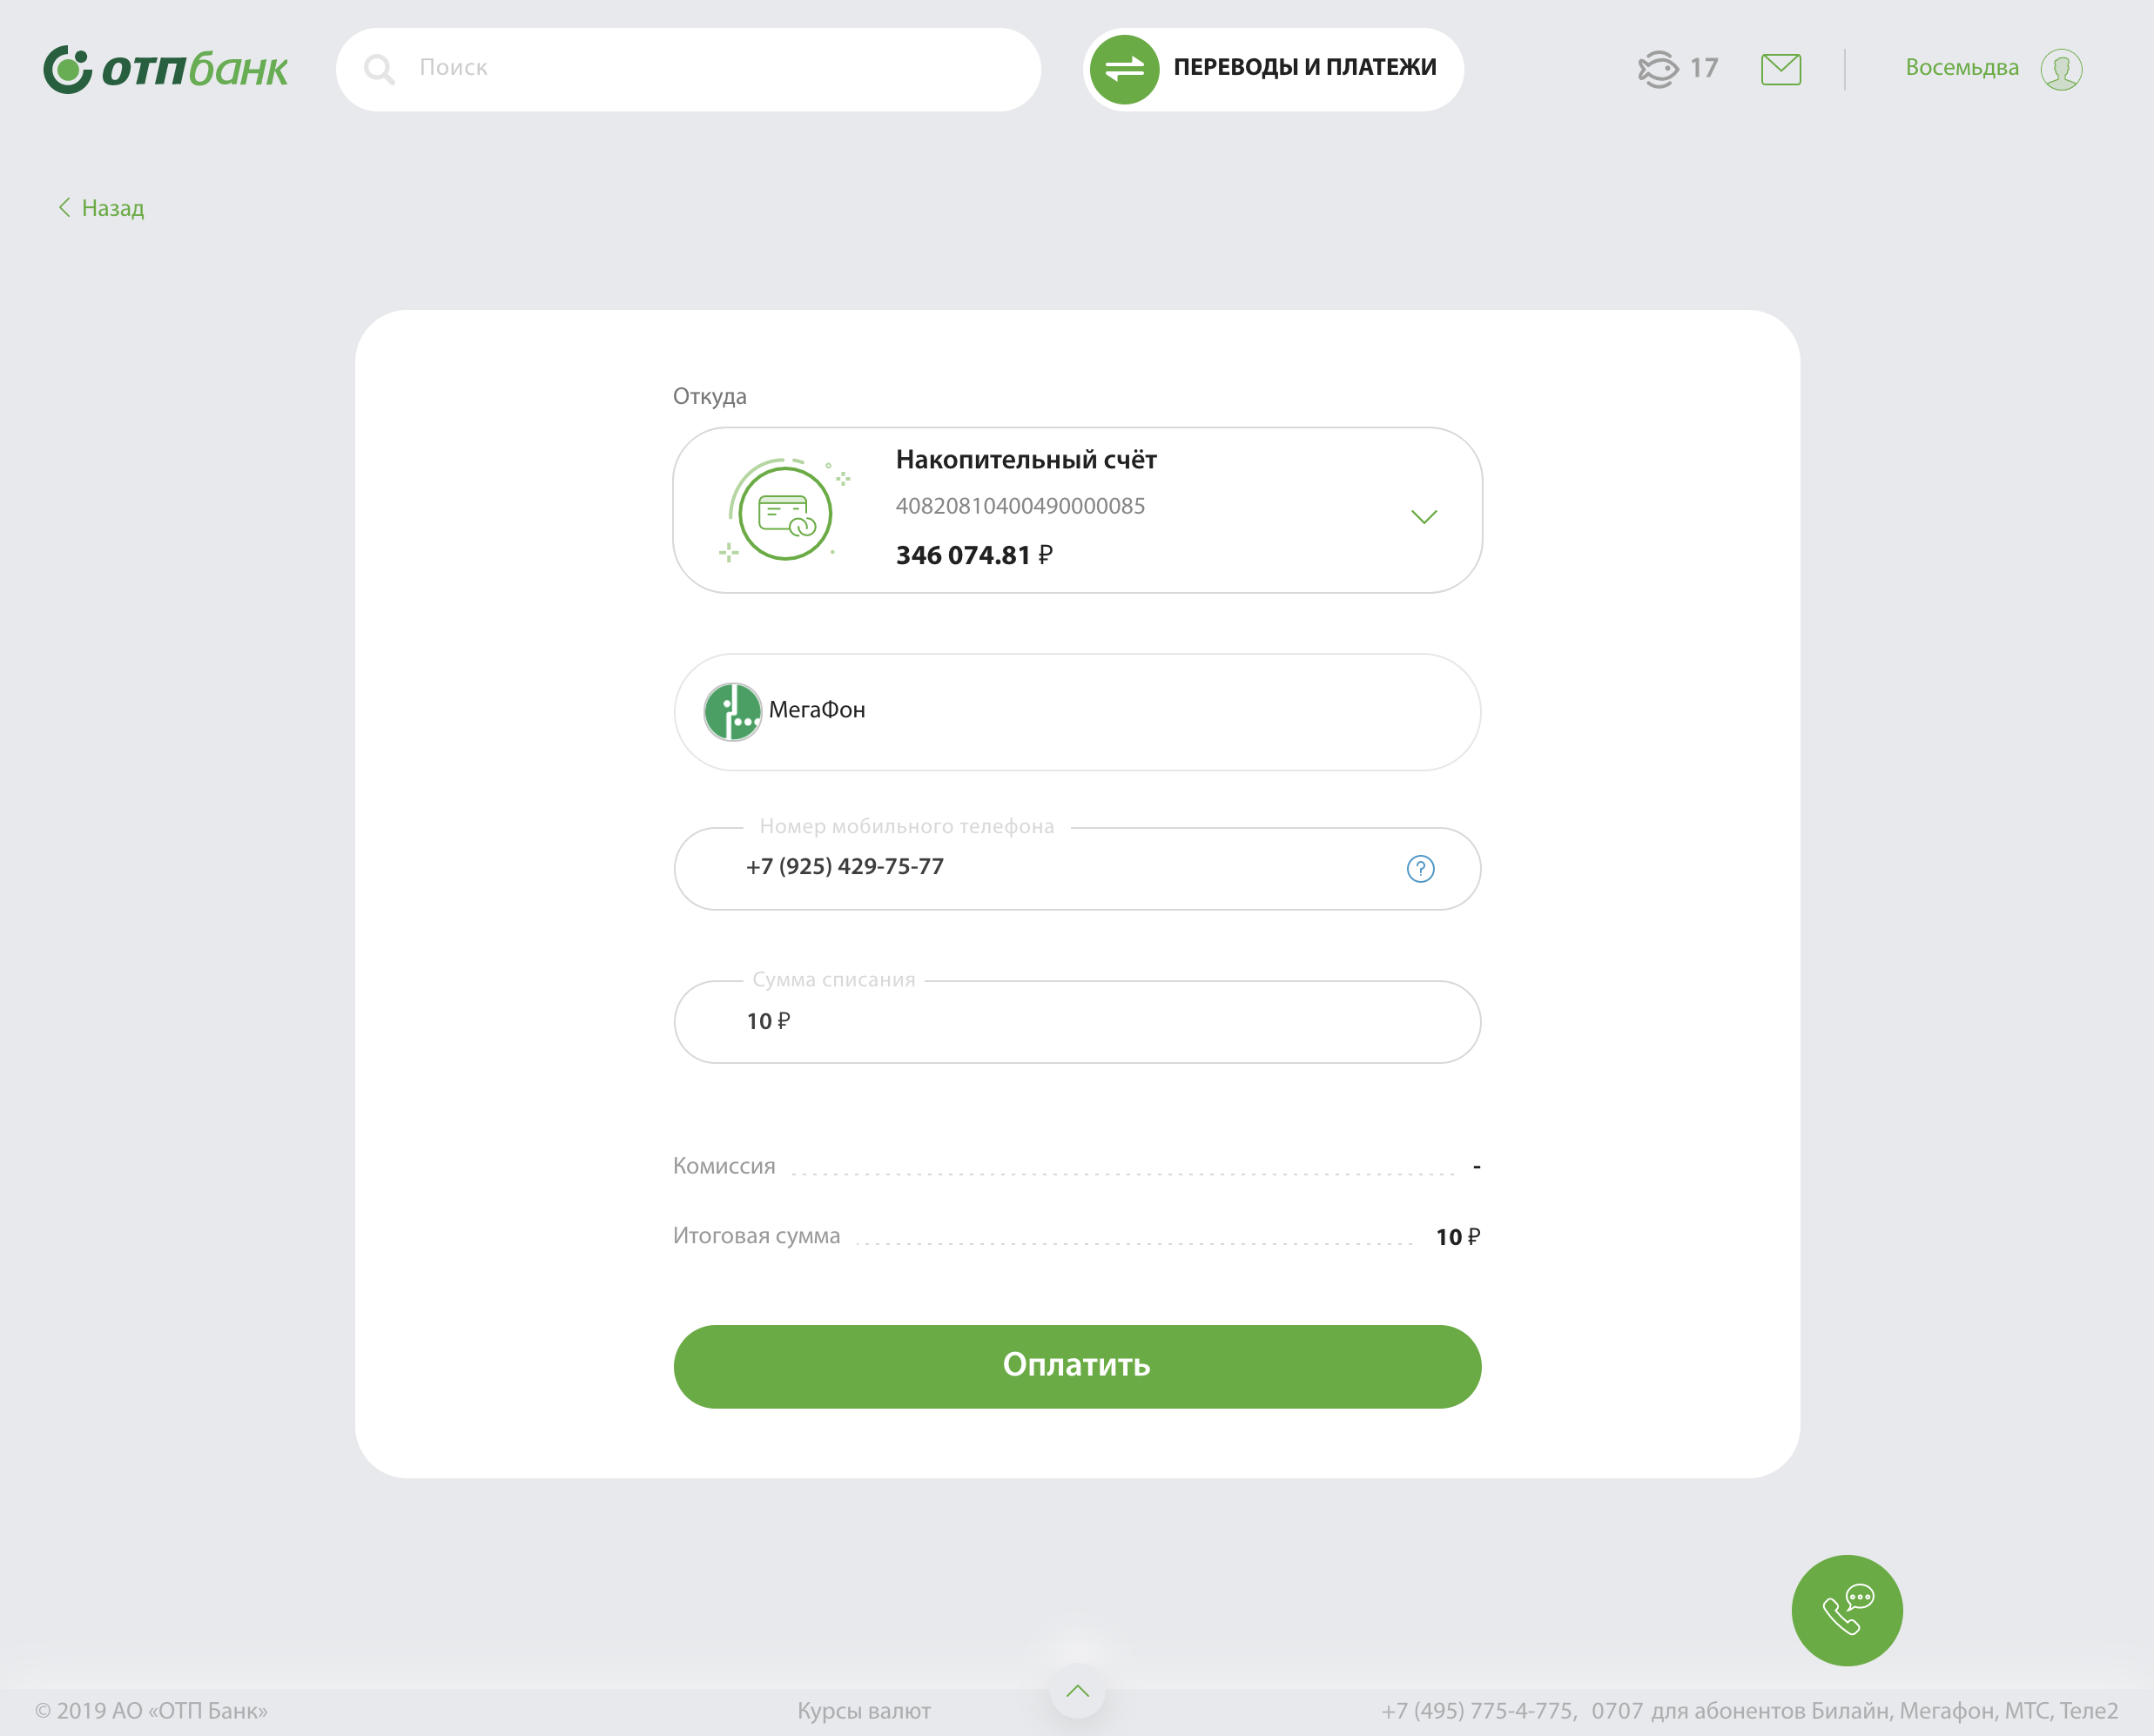 отпбанк
Поиск
ПЕРЕВОДЫ И ПЛАТЕЖИ
17
Восемьдва
Назад
Откуда
Накопительный счёт
40820810400490000085
346 074.81 ₽
МегаФон
Номер мобильного телефона
+7 (925) 429-75-77
?
Сумма списания
10 ₽
Комиссия -
Итоговая сумма 10 ₽
Оплатить
© 2019 АО «ОТП Банк»
Курсы валют
+7 (495) 775-4-775, 0707 для абонентов Билайн, Мегафон, МТС, Теле2